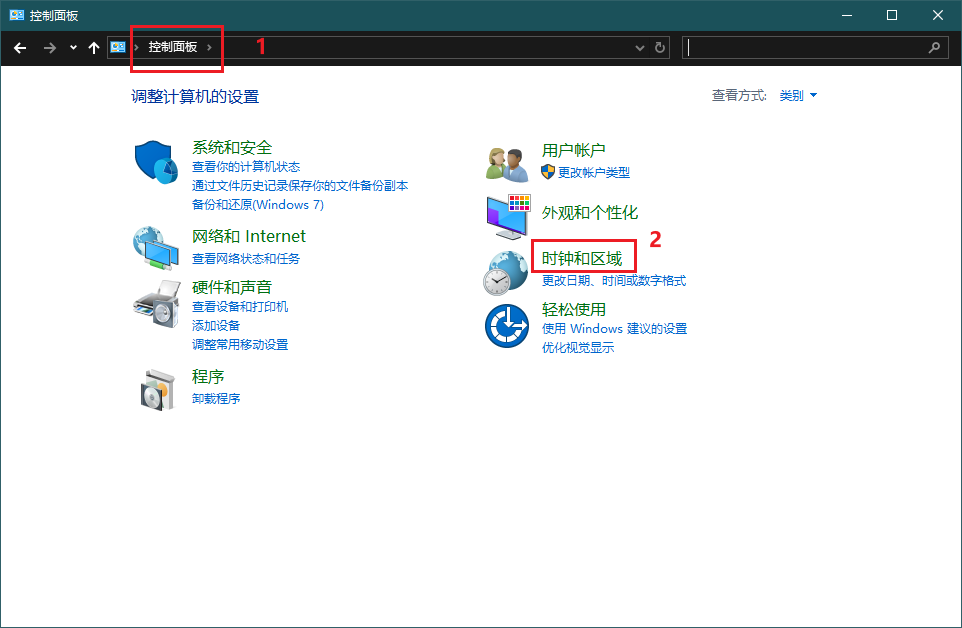 控制面板
控制面板
1
调整计算机的设置
查看方式: 类别
系统和安全
查看你的计算机状态
通过文件历史记录保存你的文件备份副本
备份和还原(Windows 7)
网络和 Internet
查看网络状态和任务
硬件和声音
查看设备和打印机
添加设备
调整常用移动设置
程序
卸载程序
用户帐户
更改帐户类型
外观和个性化
2
时钟和区域
更改日期、时间或数字格式
轻松使用
使用 Windows 建议的设置
优化视觉显示